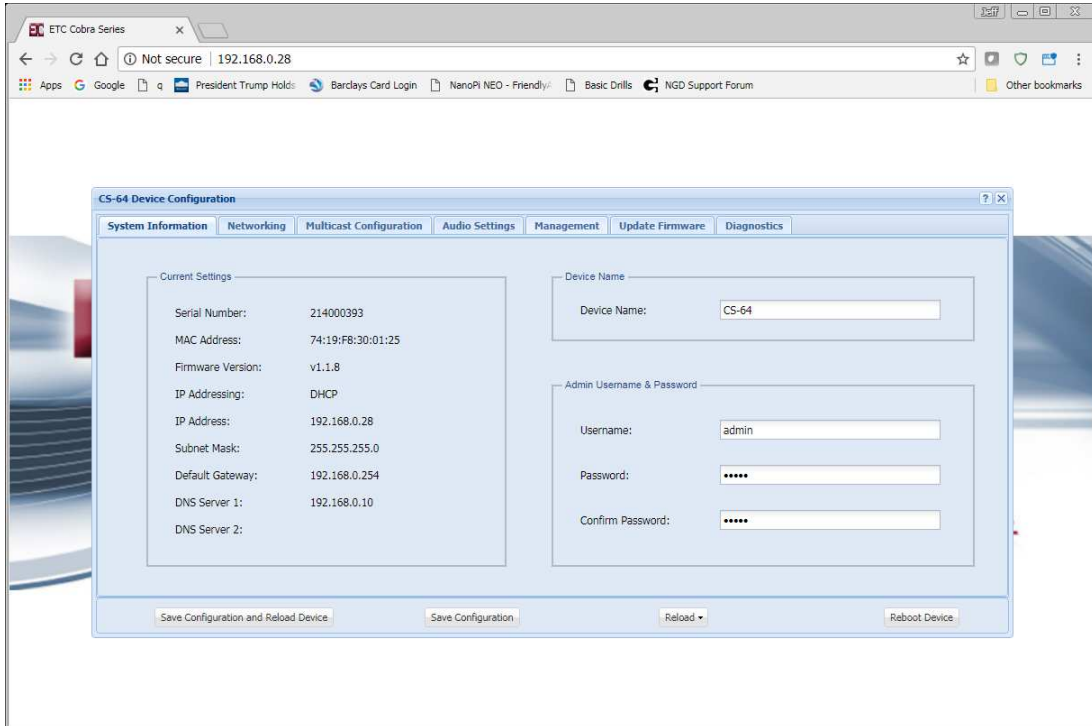 Jeff
ETC Cobra Series
Not secure | 192.168.0.28
Apps Google q President Trump Holds Barclays Card Login NanoPi NEO - FriendlyA Basic Drills NGD Support Forum Other bookmarks
CS-64 Device Configuration
System Information Networking Multicast Configuration Audio Settings Management Update Firmware Diagnostics
Current Settings
Serial Number: 214000393
MAC Address: 74:19:F8:30:01:25
Firmware Version: v1.1.8
IP Addressing: DHCP
IP Address: 192.168.0.28
Subnet Mask: 255.255.255.0
Default Gateway: 192.168.0.254
DNS Server 1: 192.168.0.10
DNS Server 2:
Device Name
Device Name: CS-64
Admin Username & Password
Username: admin
Password: •••••
Confirm Password: •••••
Save Configuration and Reload Device Save Configuration Reload Reboot Device